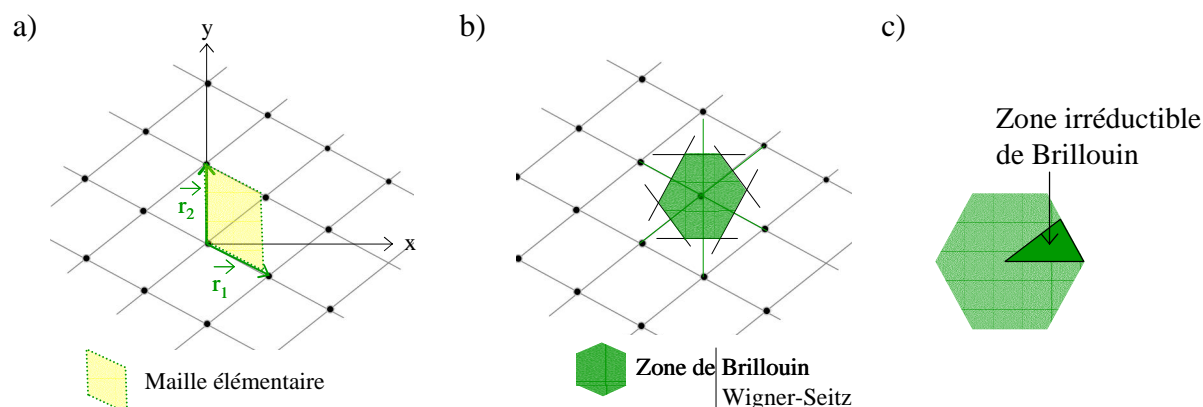 a)
y
x
r₂
r₁
Maille élémentaire
b)
Zone de Brillouin
Wigner-Seitz
c)
Zone irréductible
de Brillouin